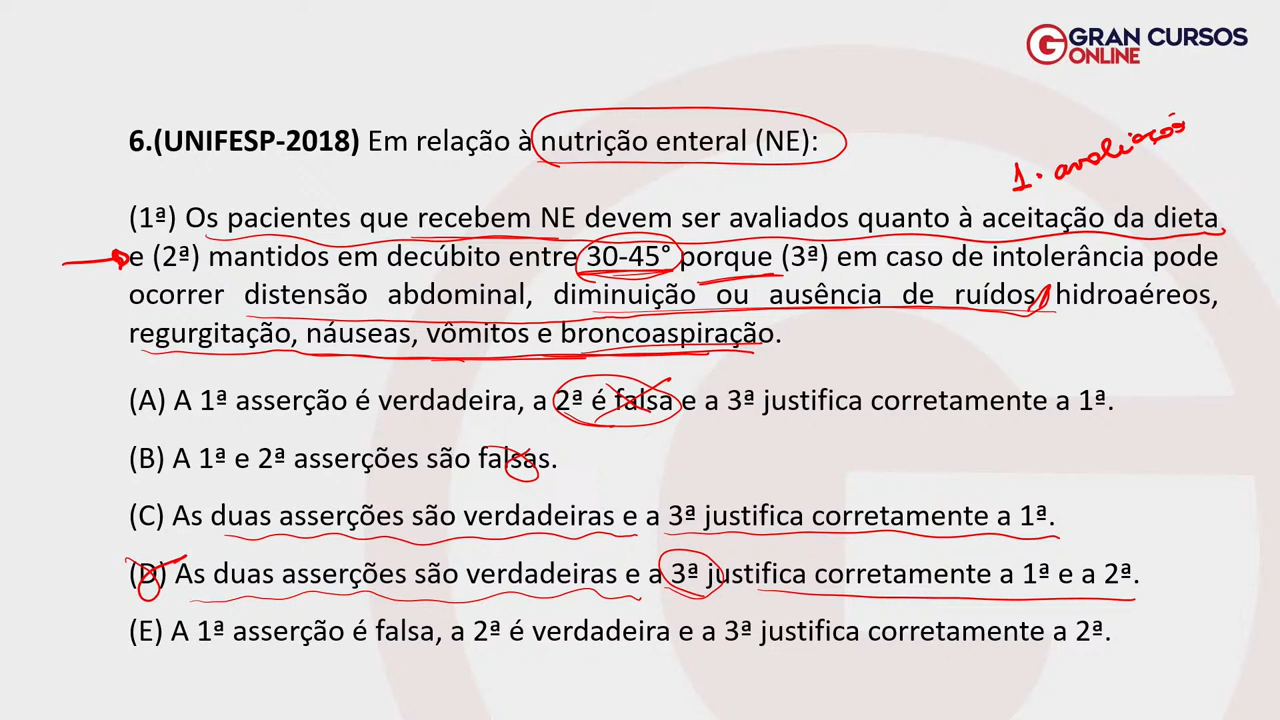 GRAN CURSOS
ONLINE
6.(UNIFESP-2018) Em relação à nutrição enteral (NE):
1. avaliação
(1ª) Os pacientes que recebem NE devem ser avaliados quanto à aceitação da dieta
e (2ª) mantidos em decúbito entre 30-45° porque (3ª) em caso de intolerância pode
ocorrer distensão abdominal, diminuição ou ausência de ruídos hidroaéreos,
regurgitação, náuseas, vômitos e broncoaspiração.
(A) A 1ª asserção é verdadeira, a 2ª é falsa e a 3ª justifica corretamente a 1ª.
(B) A 1ª e 2ª asserções são falsas.
(C) As duas asserções são verdadeiras e a 3ª justifica corretamente a 1ª.
(D) As duas asserções são verdadeiras e a 3ª justifica corretamente a 1ª e a 2ª.
(E) A 1ª asserção é falsa, a 2ª é verdadeira e a 3ª justifica corretamente a 2ª.